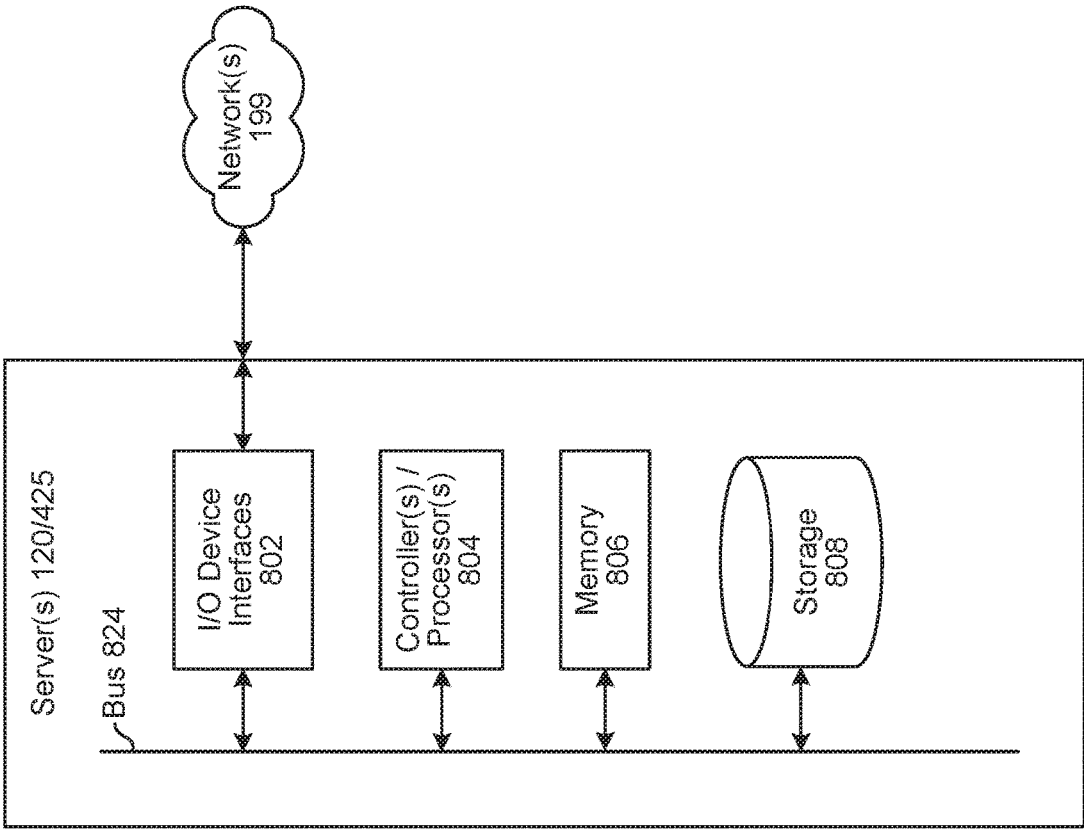 Server(s) 120/425
Bus 824
I/O Device
Interfaces
802
Controller(s) /
Processor(s)
804
Memory
806
Storage
808
Network(s)
199